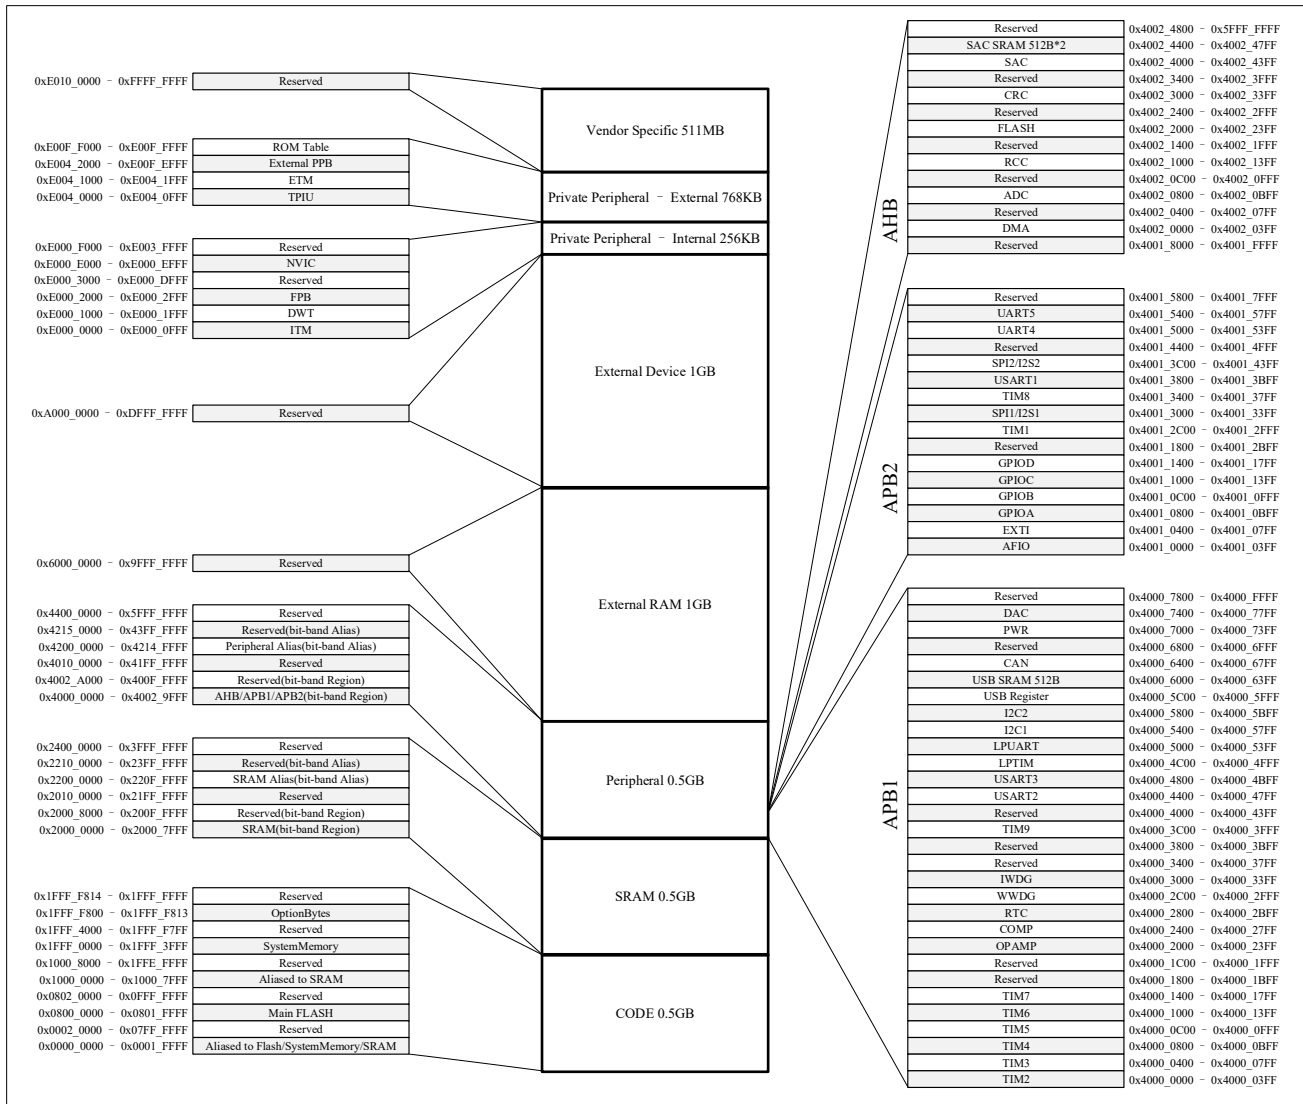 0xE010_0000 - 0xFFFF_FFFF Reserved
0xE00F_F000 - 0xE00F_FFFF ROM Table
0xE004_2000 - 0xE00F_EFFF External PPB
0xE004_1000 - 0xE004_1FFF ETM
0xE004_0000 - 0xE004_0FFF TPIU
0xE000_F000 - 0xE003_FFFF Reserved
0xE000_E000 - 0xE000_EFFF NVIC
0xE000_3000 - 0xE000_DFFF Reserved
0xE000_2000 - 0xE000_2FFF FPB
0xE000_1000 - 0xE000_1FFF DWT
0xE000_0000 - 0xE000_0FFF ITM
0xA000_0000 - 0xDFFF_FFFF Reserved
0x6000_0000 - 0x9FFF_FFFF Reserved
0x4400_0000 - 0x5FFF_FFFF Reserved
0x4215_0000 - 0x43FF_FFFF Reserved(bit-band Alias)
0x4200_0000 - 0x4214_FFFF Peripheral Alias(bit-band Alias)
0x4010_0000 - 0x41FF_FFFF Reserved
0x4002_A000 - 0x400F_FFFF Reserved(bit-band Region)
0x4000_0000 - 0x4002_9FFF AHB/APB1/APB2(bit-band Region)
0x2400_0000 - 0x3FFF_FFFF Reserved
0x2210_0000 - 0x23FF_FFFF Reserved(bit-band Alias)
0x2200_0000 - 0x220F_FFFF SRAM Alias(bit-band Alias)
0x2010_0000 - 0x21FF_FFFF Reserved
0x2000_8000 - 0x200F_FFFF Reserved(bit-band Region)
0x2000_0000 - 0x2000_7FFF SRAM(bit-band Region)
0x1FFF_F814 - 0x1FFF_FFFF Reserved
0x1FFF_F800 - 0x1FFF_F813 OptionBytes
0x1FFF_4000 - 0x1FFF_F7FF Reserved
0x1FFF_0000 - 0x1FFF_3FFF SystemMemory
0x1000_8000 - 0x1FFE_FFFF Reserved
0x1000_0000 - 0x1000_7FFF Aliased to SRAM
0x0802_0000 - 0x0FFF_FFFF Reserved
0x0800_0000 - 0x0801_FFFF Main FLASH
0x0002_0000 - 0x07FF_FFFF Reserved
0x0000_0000 - 0x0001_FFFF Aliased to Flash/SystemMemory/SRAM
Vendor Specific 511MB
Private Peripheral - External 768KB
Private Peripheral - Internal 256KB
External Device 1GB
External RAM 1GB
Peripheral 0.5GB
SRAM 0.5GB
CODE 0.5GB
AHB
Reserved 0x4002_4800 - 0x5FFF_FFFF
SAC SRAM 512B*2 0x4002_4400 - 0x4002_47FF
SAC 0x4002_4000 - 0x4002_43FF
Reserved 0x4002_3400 - 0x4002_3FFF
CRC 0x4002_3000 - 0x4002_33FF
Reserved 0x4002_2400 - 0x4002_2FFF
FLASH 0x4002_2000 - 0x4002_23FF
Reserved 0x4002_1400 - 0x4002_1FFF
RCC 0x4002_1000 - 0x4002_13FF
Reserved 0x4002_0C00 - 0x4002_0FFF
ADC 0x4002_0800 - 0x4002_0BFF
Reserved 0x4002_0400 - 0x4002_07FF
DMA 0x4002_0000 - 0x4002_03FF
Reserved 0x4001_8000 - 0x4001_FFFF
APB2
Reserved 0x4001_5800 - 0x4001_7FFF
UART5 0x4001_5400 - 0x4001_57FF
UART4 0x4001_5000 - 0x4001_53FF
Reserved 0x4001_4400 - 0x4001_4FFF
SPI2/I2S2 0x4001_3C00 - 0x4001_43FF
USART1 0x4001_3800 - 0x4001_3BFF
TIM8 0x4001_3400 - 0x4001_37FF
SPI1/I2S1 0x4001_3000 - 0x4001_33FF
TIM1 0x4001_2C00 - 0x4001_2FFF
Reserved 0x4001_1800 - 0x4001_2BFF
GPIOD 0x4001_1400 - 0x4001_17FF
GPIOC 0x4001_1000 - 0x4001_13FF
GPIOB 0x4001_0C00 - 0x4001_0FFF
GPIOA 0x4001_0800 - 0x4001_0BFF
EXTI 0x4001_0400 - 0x4001_07FF
AFIO 0x4001_0000 - 0x4001_03FF
APB1
Reserved 0x4000_7800 - 0x4000_FFFF
DAC 0x4000_7400 - 0x4000_77FF
PWR 0x4000_7000 - 0x4000_73FF
Reserved 0x4000_6800 - 0x4000_6FFF
CAN 0x4000_6400 - 0x4000_67FF
USB SRAM 512B 0x4000_6000 - 0x4000_63FF
USB Register 0x4000_5C00 - 0x4000_5FFF
I2C2 0x4000_5800 - 0x4000_5BFF
I2C1 0x4000_5400 - 0x4000_57FF
LPUART 0x4000_5000 - 0x4000_53FF
LPTIM 0x4000_4C00 - 0x4000_4FFF
USART3 0x4000_4800 - 0x4000_4BFF
USART2 0x4000_4400 - 0x4000_47FF
Reserved 0x4000_4000 - 0x4000_43FF
TIM9 0x4000_3C00 - 0x4000_3FFF
Reserved 0x4000_3800 - 0x4000_3BFF
Reserved 0x4000_3400 - 0x4000_37FF
IWDG 0x4000_3000 - 0x4000_33FF
WWDG 0x4000_2C00 - 0x4000_2FFF
RTC 0x4000_2800 - 0x4000_2BFF
COMP 0x4000_2400 - 0x4000_27FF
OPAMP 0x4000_2000 - 0x4000_23FF
Reserved 0x4000_1C00 - 0x4000_1FFF
Reserved 0x4000_1800 - 0x4000_1BFF
TIM7 0x4000_1400 - 0x4000_17FF
TIM6 0x4000_1000 - 0x4000_13FF
TIM5 0x4000_0C00 - 0x4000_0FFF
TIM4 0x4000_0800 - 0x4000_0BFF
TIM3 0x4000_0400 - 0x4000_07FF
TIM2 0x4000_0000 - 0x4000_03FF